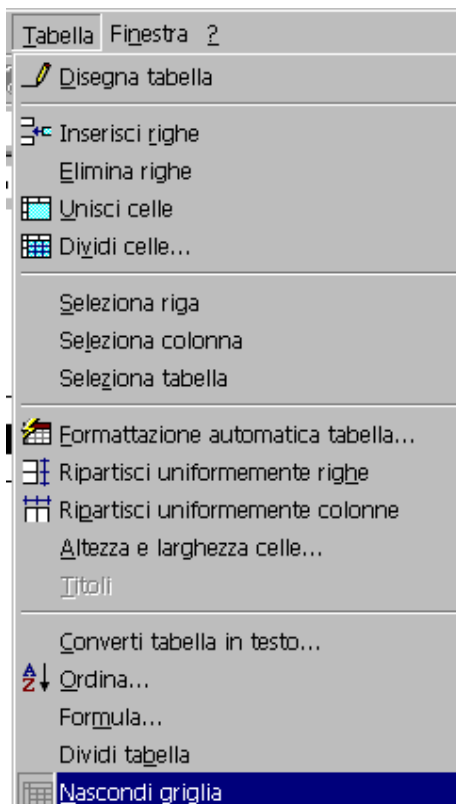 Tabella Finestra ?
Disegna tabella
Inserisci righe
Elimina righe
Unisci celle
Dividi celle...
Seleziona riga
Seleziona colonna
Seleziona tabella
Formattazione automatica tabella...
Ripartisci uniformemente righe
Ripartisci uniformemente colonne
Altezza e larghezza celle...
Titoli
Converti tabella in testo...
AZ Ordina...
Formula...
Dividi tabella
Nascondi griglia